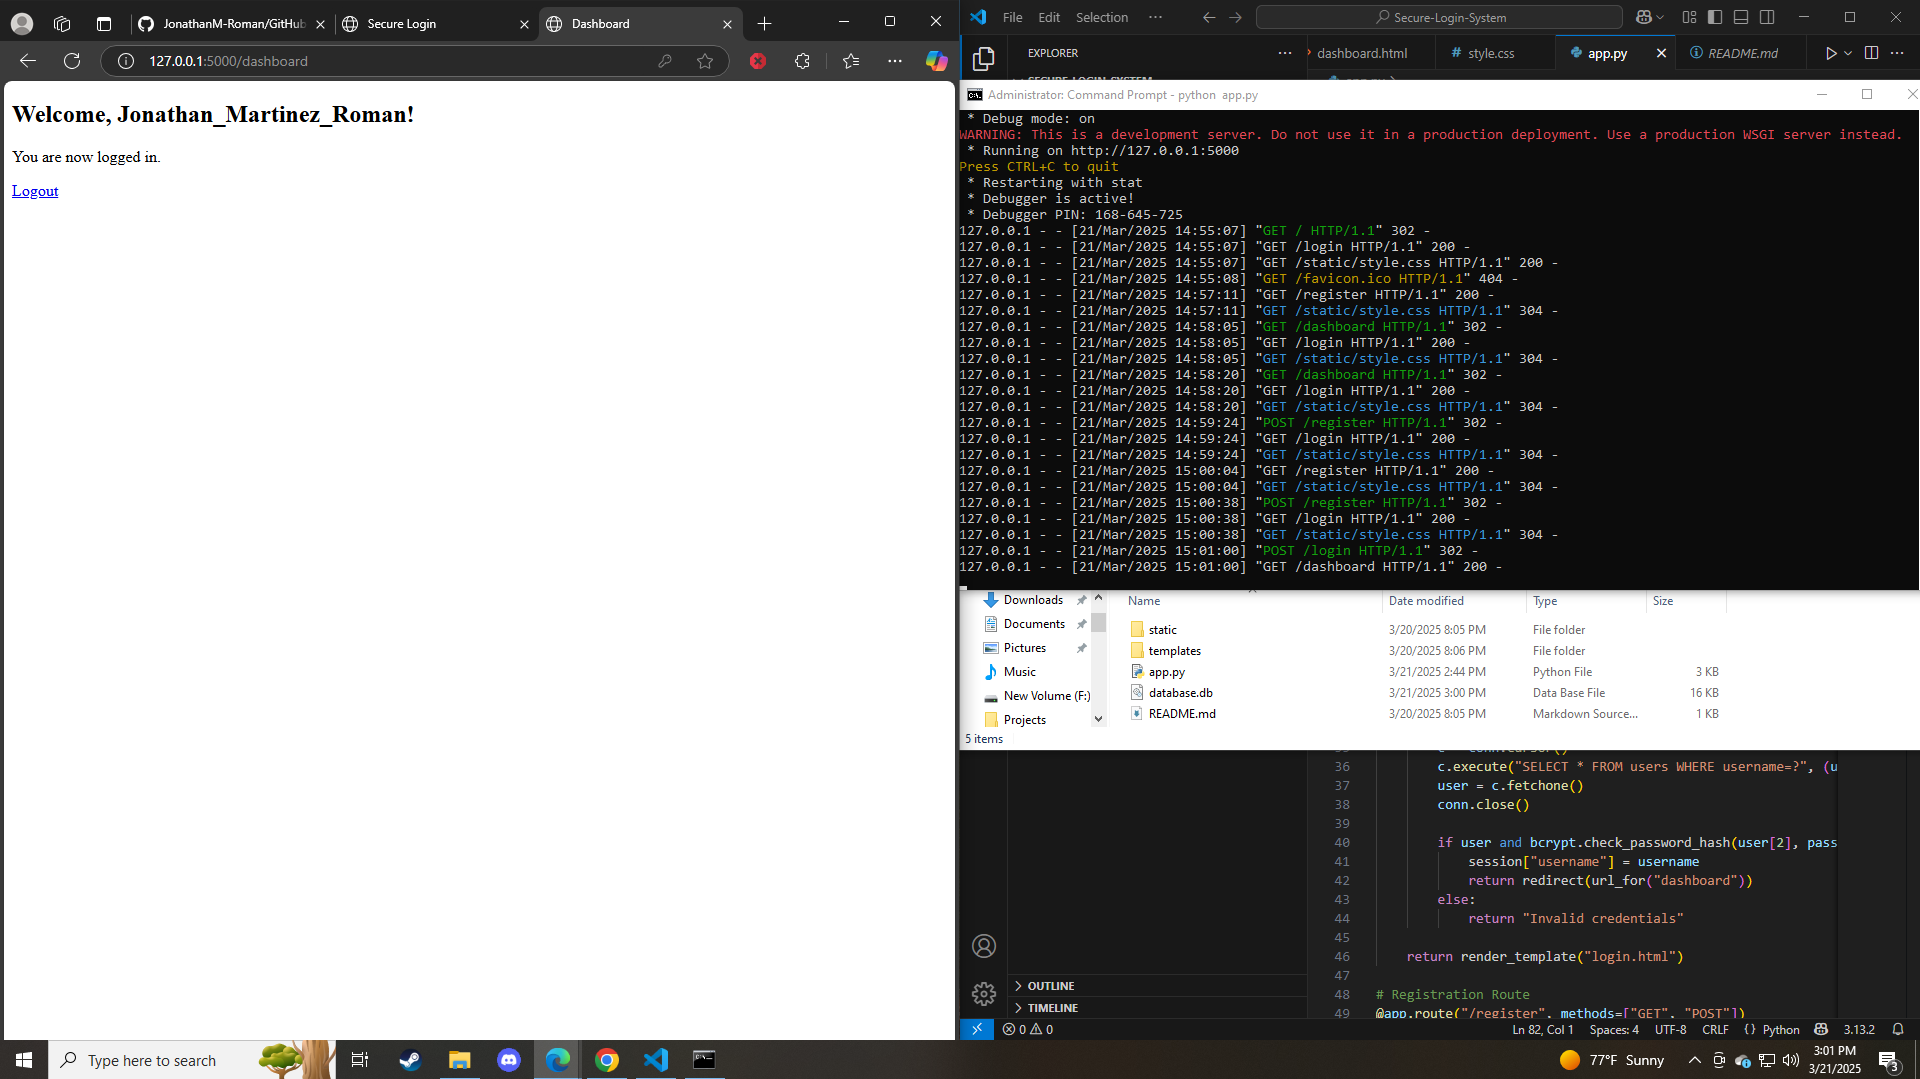 JonathanM-Roman/GitHub
Secure Login
Dashboard
127.0.0.1:5000/dashboard
Welcome, Jonathan_Martinez_Roman!
You are now logged in.
Logout
File Edit Selection ···
Secure-Login-System
EXPLORER
dashboard.html
# style.css
app.py
README.md
SECURE-LOGIN-SYSTEM
Administrator: Command Prompt - python app.py
* Debug mode: on
WARNING: This is a development server. Do not use it in a production deployment. Use a production WSGI server instead.
* Running on http://127.0.0.1:5000
Press CTRL+C to quit
* Restarting with stat
* Debugger is active!
* Debugger PIN: 168-645-725
127.0.0.1 - - [21/Mar/2025 14:55:07] "GET / HTTP/1.1" 302 -
127.0.0.1 - - [21/Mar/2025 14:55:07] "GET /login HTTP/1.1" 200 -
127.0.0.1 - - [21/Mar/2025 14:55:07] "GET /static/style.css HTTP/1.1" 200 -
127.0.0.1 - - [21/Mar/2025 14:55:08] "GET /favicon.ico HTTP/1.1" 404 -
127.0.0.1 - - [21/Mar/2025 14:57:11] "GET /register HTTP/1.1" 200 -
127.0.0.1 - - [21/Mar/2025 14:57:11] "GET /static/style.css HTTP/1.1" 304 -
127.0.0.1 - - [21/Mar/2025 14:58:05] "GET /dashboard HTTP/1.1" 302 -
127.0.0.1 - - [21/Mar/2025 14:58:05] "GET /login HTTP/1.1" 200 -
127.0.0.1 - - [21/Mar/2025 14:58:05] "GET /static/style.css HTTP/1.1" 304 -
127.0.0.1 - - [21/Mar/2025 14:58:20] "GET /dashboard HTTP/1.1" 302 -
127.0.0.1 - - [21/Mar/2025 14:58:20] "GET /login HTTP/1.1" 200 -
127.0.0.1 - - [21/Mar/2025 14:58:20] "GET /static/style.css HTTP/1.1" 304 -
127.0.0.1 - - [21/Mar/2025 14:59:24] "POST /register HTTP/1.1" 302 -
127.0.0.1 - - [21/Mar/2025 14:59:24] "GET /login HTTP/1.1" 200 -
127.0.0.1 - - [21/Mar/2025 14:59:24] "GET /static/style.css HTTP/1.1" 304 -
127.0.0.1 - - [21/Mar/2025 15:00:04] "GET /register HTTP/1.1" 200 -
127.0.0.1 - - [21/Mar/2025 15:00:04] "GET /static/style.css HTTP/1.1" 304 -
127.0.0.1 - - [21/Mar/2025 15:00:38] "POST /register HTTP/1.1" 302 -
127.0.0.1 - - [21/Mar/2025 15:00:38] "GET /login HTTP/1.1" 200 -
127.0.0.1 - - [21/Mar/2025 15:00:38] "GET /static/style.css HTTP/1.1" 304 -
127.0.0.1 - - [21/Mar/2025 15:01:00] "POST /login HTTP/1.1" 302 -
127.0.0.1 - - [21/Mar/2025 15:01:00] "GET /dashboard HTTP/1.1" 200 -
Downloads
Documents
Pictures
Music
New Volume (F:)
Projects
5 items
Name Date modified Type Size
static 3/20/2025 8:05 PM File folder
templates 3/20/2025 8:06 PM File folder
app.py 3/21/2025 2:44 PM Python File 3 KB
database.db 3/21/2025 3:00 PM Data Base File 16 KB
README.md 3/20/2025 8:05 PM Markdown Source... 1 KB
36 c.execute("SELECT * FROM users WHERE username=?", (u
37 user = c.fetchone()
38 conn.close()
39
40 if user and bcrypt.check_password_hash(user[2], pass
41 session["username"] = username
42 return redirect(url_for("dashboard"))
43 else:
44 return "Invalid credentials"
45
46 return render_template("login.html")
47
48 # Registration Route
49 @app.route("/register", methods=["GET", "POST"])
OUTLINE
TIMELINE
0 0
Ln 82, Col 1 Spaces: 4 UTF-8 CRLF {} Python 3.13.2
Type here to search
77°F Sunny
3:01 PM
3/21/2025
3